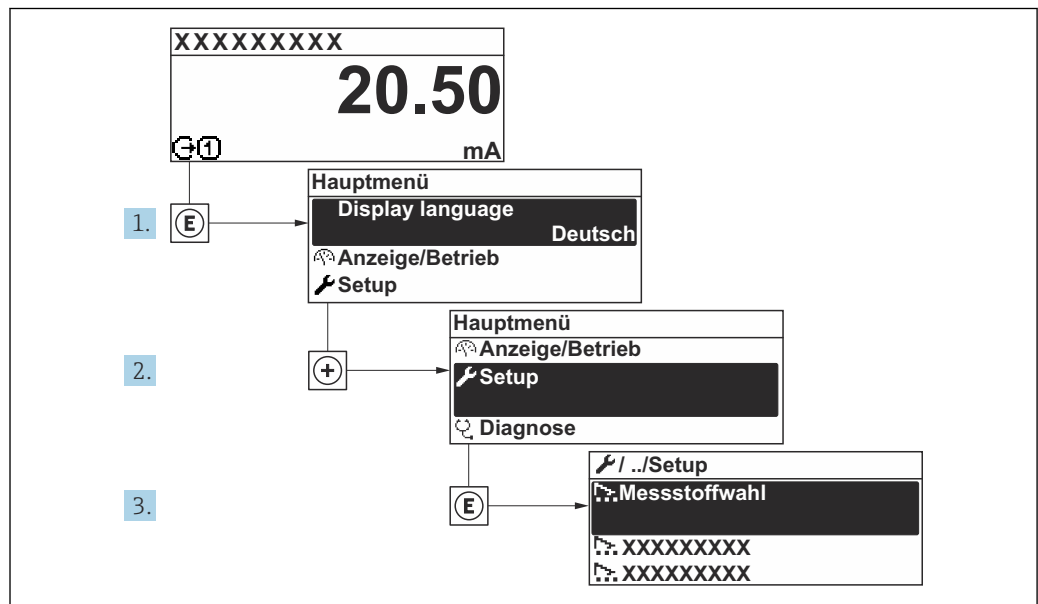 XXXXXXXXX
20.50
1
mA
1.
E
Hauptmenü
Display language
Deutsch
Anzeige/Betrieb
Setup
2.
+
Hauptmenü
Anzeige/Betrieb
Setup
Diagnose
3.
E
/ ../Setup
Messstoffwahl
XXXXXXXXX
XXXXXXXXX